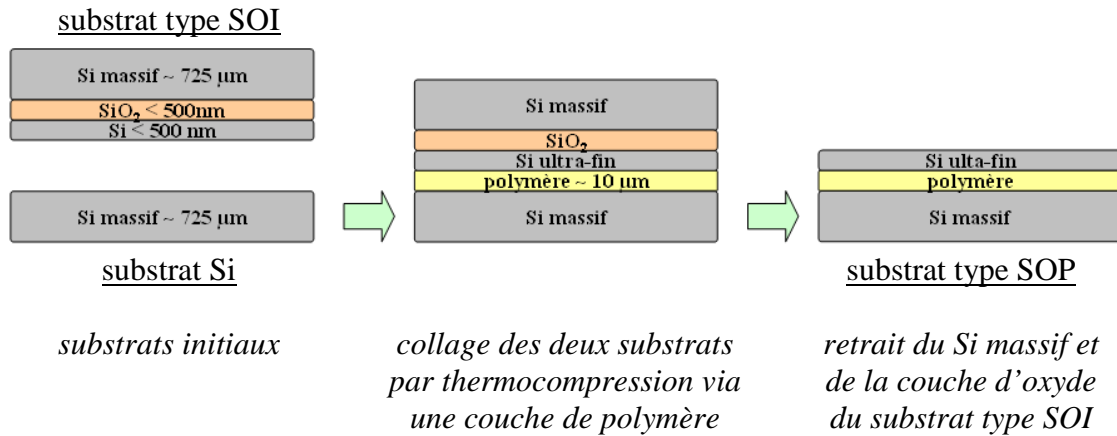 substrat type SOI
Si massif ~ 725 µm
SiO₂ < 500nm
Si < 500 nm
Si massif ~ 725 µm
substrat Si
substrats initiaux
Si massif
SiO₂
Si ultra-fin
polymère ~ 10 µm
Si massif
collage des deux substrats
par thermocompression via
une couche de polymère
Si ulta-fin
polymère
Si massif
substrat type SOP
retrait du Si massif et
de la couche d’oxyde
du substrat type SOI